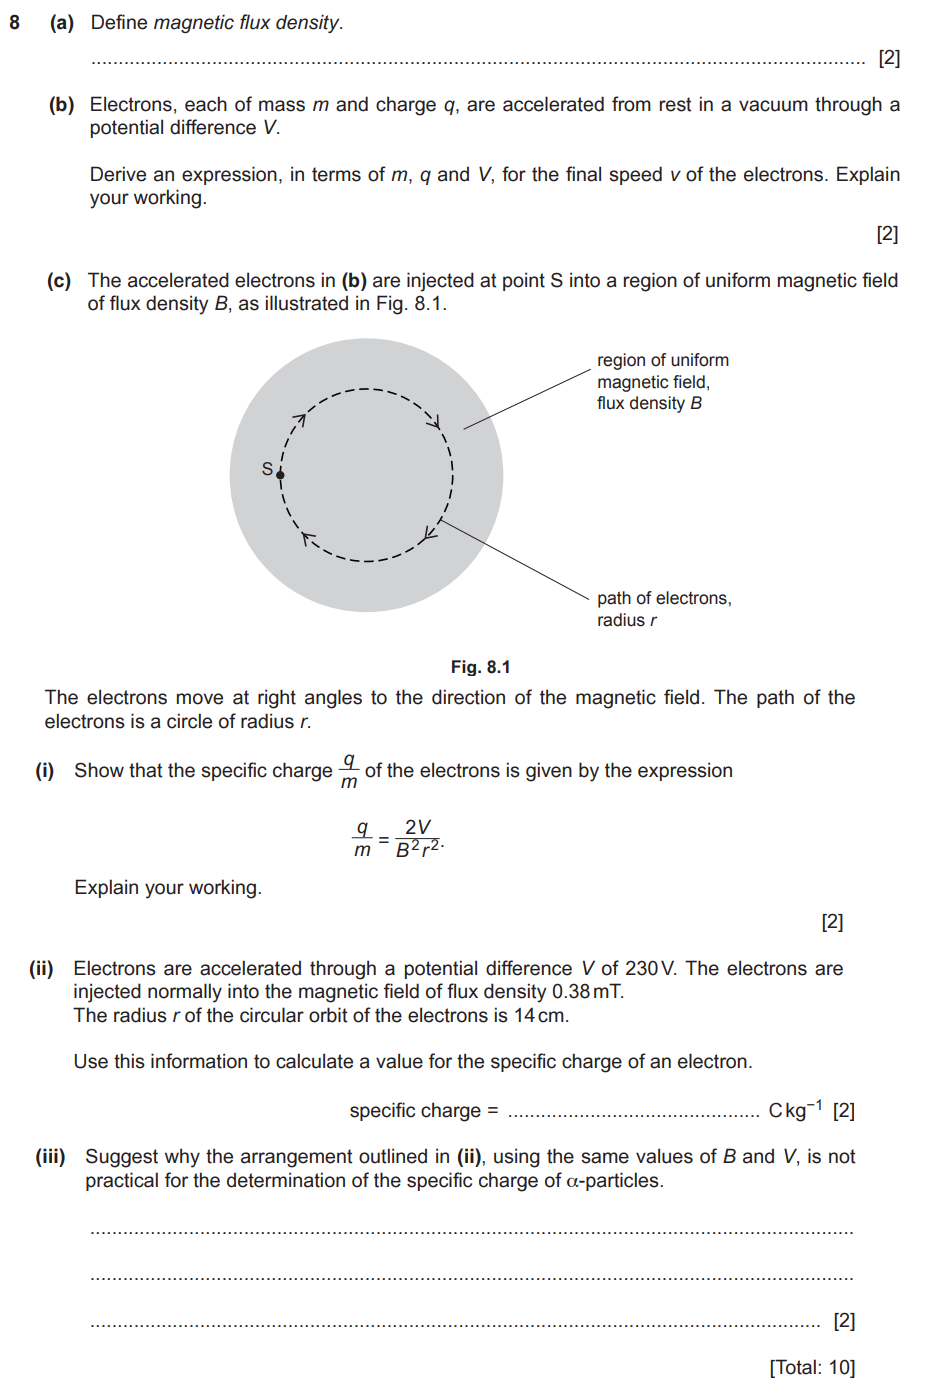 8 (a) Define magnetic flux density.
.......................................................................................................................................... [2]
(b) Electrons, each of mass m and charge q, are accelerated from rest in a vacuum through a
potential difference V.
Derive an expression, in terms of m, q and V, for the final speed v of the electrons. Explain
your working.
[2]
(c) The accelerated electrons in (b) are injected at point S into a region of uniform magnetic field
of flux density B, as illustrated in Fig. 8.1.
region of uniform
magnetic field,
flux density B
S
path of electrons,
radius r
Fig. 8.1
The electrons move at right angles to the direction of the magnetic field. The path of the
electrons is a circle of radius r.
(i) Show that the specific charge q/m of the electrons is given by the expression
q/m = 2V/B²r².
Explain your working.
[2]
(ii) Electrons are accelerated through a potential difference V of 230 V. The electrons are
injected normally into the magnetic field of flux density 0.38 mT.
The radius r of the circular orbit of the electrons is 14 cm.
Use this information to calculate a value for the specific charge of an electron.
specific charge = .............................................. C kg⁻¹ [2]
(iii) Suggest why the arrangement outlined in (ii), using the same values of B and V, is not
practical for the determination of the specific charge of α-particles.
..........................................................................................................................................
..........................................................................................................................................
.................................................................................................................................... [2]
[Total: 10]